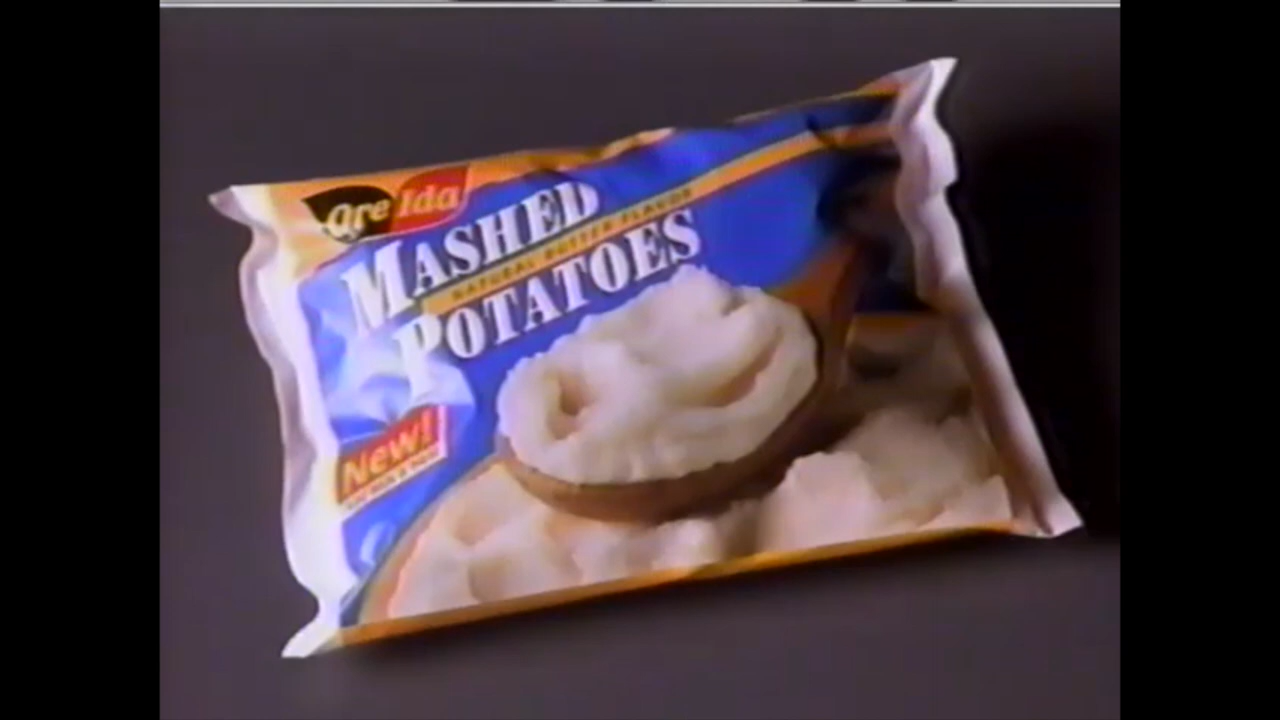 Ore Ida
MASHED
NATURAL BUTTER FLAVOR
POTATOES
New!